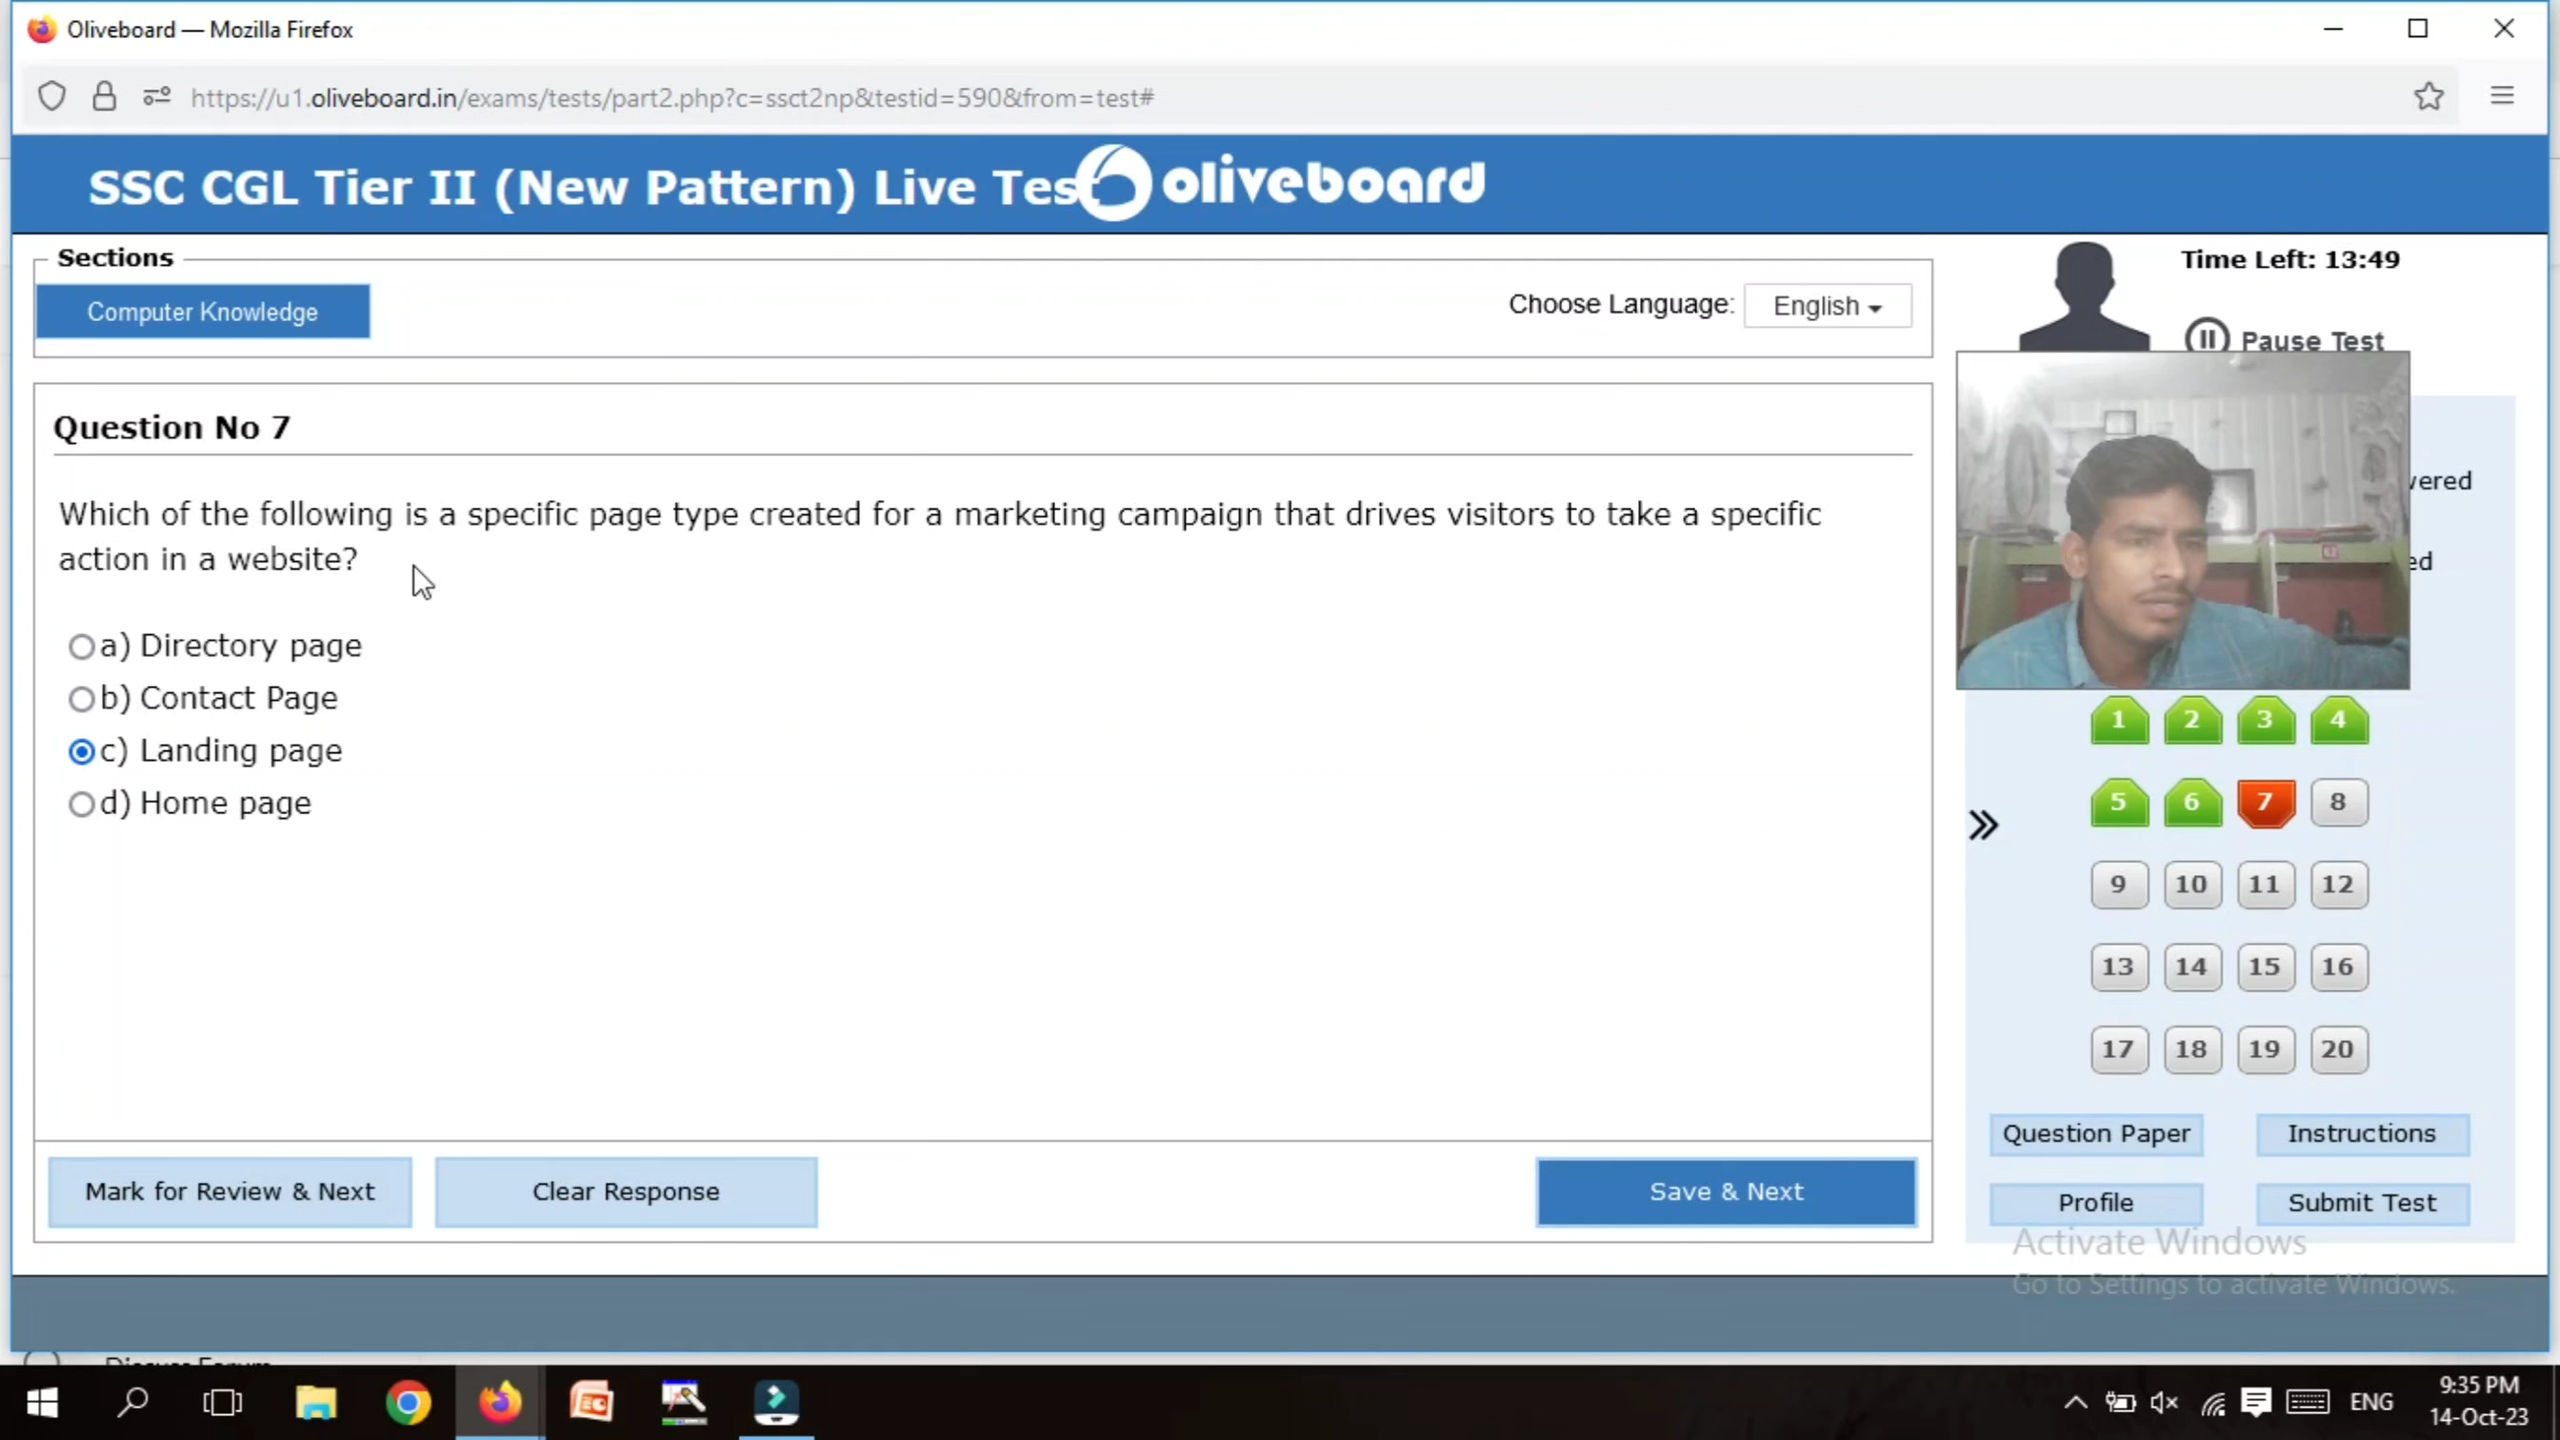 Oliveboard — Mozilla Firefox
https://u1.oliveboard.in/exams/tests/part2.php?c=ssct2np&testid=590&from=test#
SSC CGL Tier II (New Pattern) Live Tes
oliveboard
Sections
Computer Knowledge
Choose Language:
English
Time Left: 13:49
Pause Test
Question No 7
Which of the following is a specific page type created for a marketing campaign that drives visitors to take a specific
action in a website?
a) Directory page
b) Contact Page
c) Landing page
d) Home page
vered
ed
1 2 3 4
5 6 7 8
9 10 11 12
13 14 15 16
17 18 19 20
Question Paper
Instructions
Profile
Submit Test
Mark for Review & Next
Clear Response
Save & Next
Activate Windows
Go to Settings to activate Windows.
ENG
9:35 PM
14-Oct-23